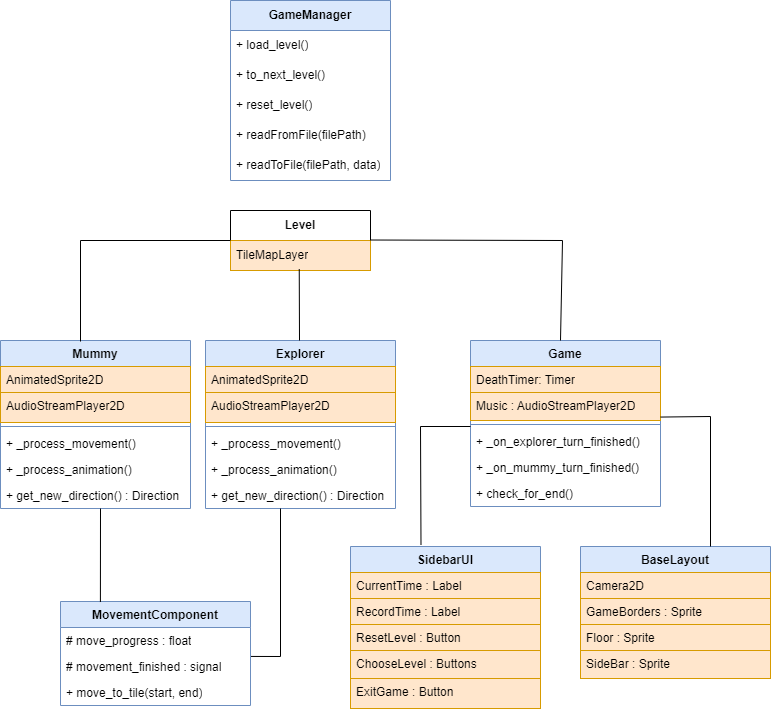 GameManager
+ load_level()
+ to_next_level()
+ reset_level()
+ readFromFile(filePath)
+ readToFile(filePath, data)
Level
TileMapLayer
Mummy
AnimatedSprite2D
AudioStreamPlayer2D
+ _process_movement()
+ _process_animation()
+ get_new_direction() : Direction
Explorer
AnimatedSprite2D
AudioStreamPlayer2D
+ _process_movement()
+ _process_animation()
+ get_new_direction() : Direction
Game
DeathTimer: Timer
Music : AudioStreamPlayer2D
+ _on_explorer_turn_finished()
+ _on_mummy_turn_finished()
+ check_for_end()
MovementComponent
# move_progress : float
# movement_finished : signal
+ move_to_tile(start, end)
SidebarUI
CurrentTime : Label
RecordTime : Label
ResetLevel : Button
ChooseLevel : Buttons
ExitGame : Button
BaseLayout
Camera2D
GameBorders : Sprite
Floor : Sprite
SideBar : Sprite